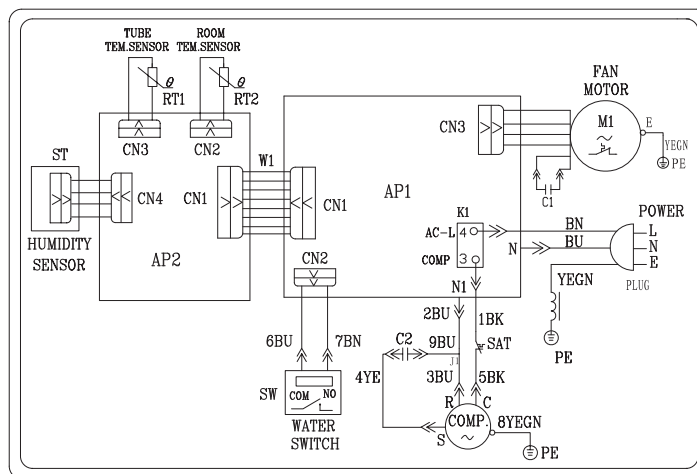 TUBE
TEM.SENSOR
ROOM
TEM.SENSOR
θ
RT1
θ
RT2
FAN
MOTOR
CN3
CN2
CN3
M1
E
YEGN
PE
C1
ST
CN4
CN1
W1
CN1
AP1
AP2
HUMIDITY
SENSOR
K1
AC-L
4
COMP
3
BN
POWER
L
N
BU
N
E
YEGN
PLUG
PE
CN2
N1
2BU
1BK
6BU
7BN
C2
9BU
J1
SAT
4YE
3BU
5BK
SW
COM
NO
WATER
SWITCH
R
C
COMP.
S
8YEGN
PE